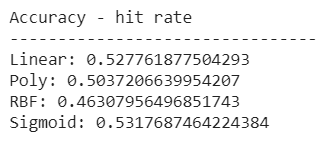 Accuracy - hit rate
--------------------------------
Linear: 0.527761877504293
Poly: 0.5037206639954207
RBF: 0.46307956496851743
Sigmoid: 0.5317687464224384